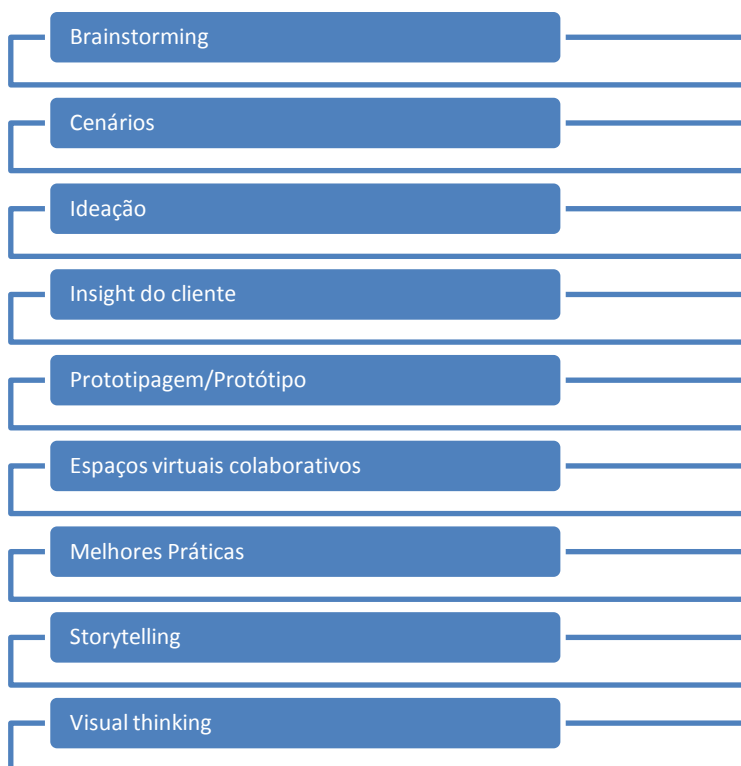 Brainstorming
Cenários
Ideação
Insight do cliente
Prototipagem/Protótipo
Espaços virtuais colaborativos
Melhores Práticas
Storytelling
Visual thinking